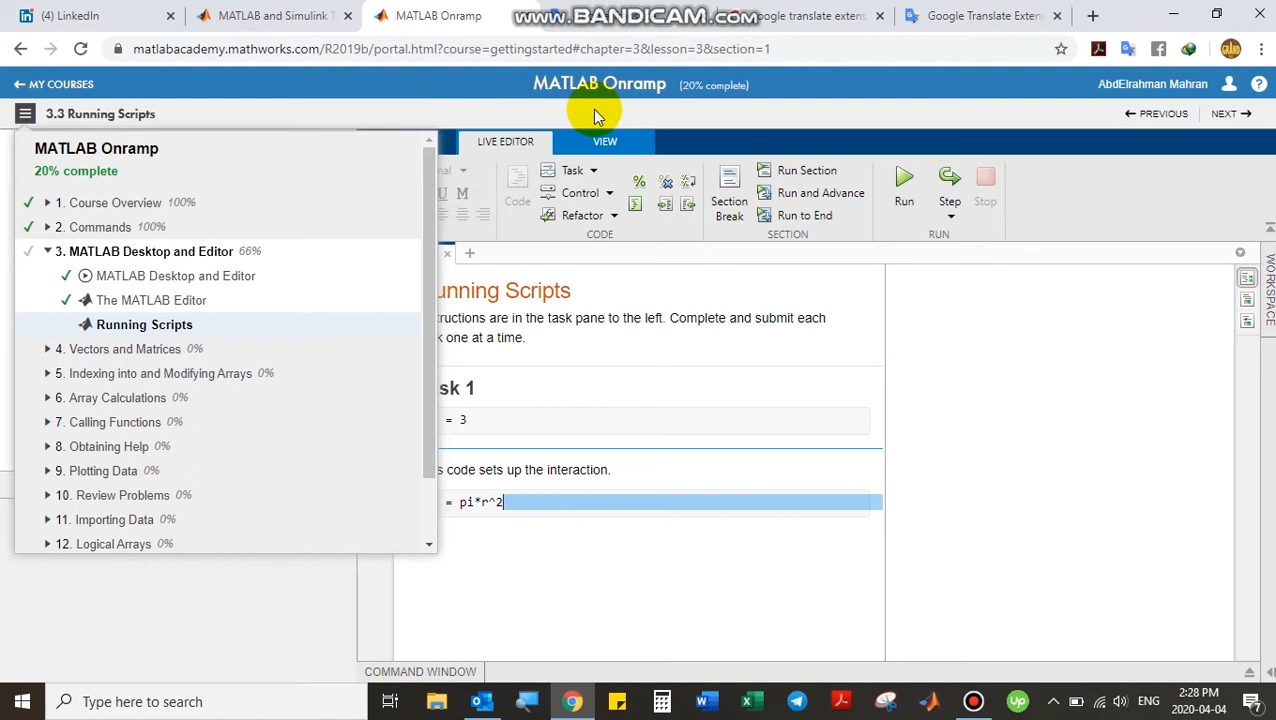 (4) LinkedIn
MATLAB and Simulink T
MATLAB Onramp
www.BANDICAM.com
oogle translate exten
Google Translate Exten
matlabacademy.mathworks.com/R2019b/portal.html?course=gettingstarted#chapter=3&lesson=3&section=1
MY COURSES
MATLAB Onramp (20% complete)
AbdElrahman Mahran
3.3 Running Scripts
PREVIOUS
NEXT
MATLAB Onramp
20% complete
1. Course Overview 100%
2. Commands 100%
3. MATLAB Desktop and Editor 66%
MATLAB Desktop and Editor
The MATLAB Editor
Running Scripts
4. Vectors and Matrices 0%
5. Indexing into and Modifying Arrays 0%
6. Array Calculations 0%
7. Calling Functions 0%
8. Obtaining Help 0%
9. Plotting Data 0%
10. Review Problems 0%
11. Importing Data 0%
12. Logical Arrays 0%
LIVE EDITOR
VIEW
mal
U M
Code
Task
Control
Refactor
CODE
Section
Break
Run Section
Run and Advance
Run to End
SECTION
Run
Step
Stop
RUN
WORKSPACE
unning Scripts
tructions are in the task pane to the left. Complete and submit each
k one at a time.
sk 1
= 3
s code sets up the interaction.
= pi*r^2
COMMAND WINDOW
Type here to search
ENG
2:28 PM
2020-04-04
7